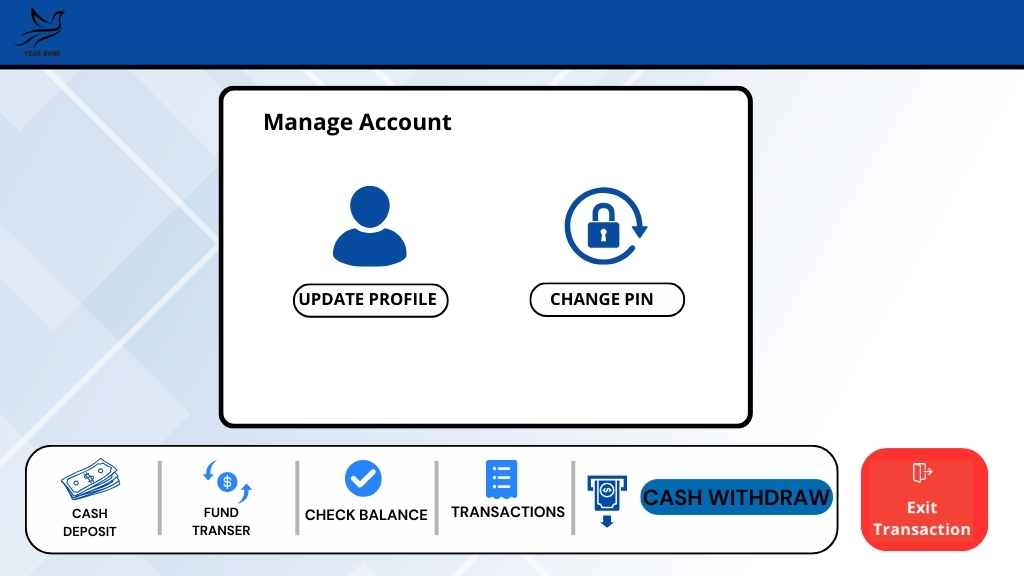 VEGA BANK
Manage Account
UPDATE PROFILE
CHANGE PIN
CASH
DEPOSIT
FUND
TRANSER
CHECK BALANCE
TRANSACTIONS
CASH WITHDRAW
Exit
Transaction